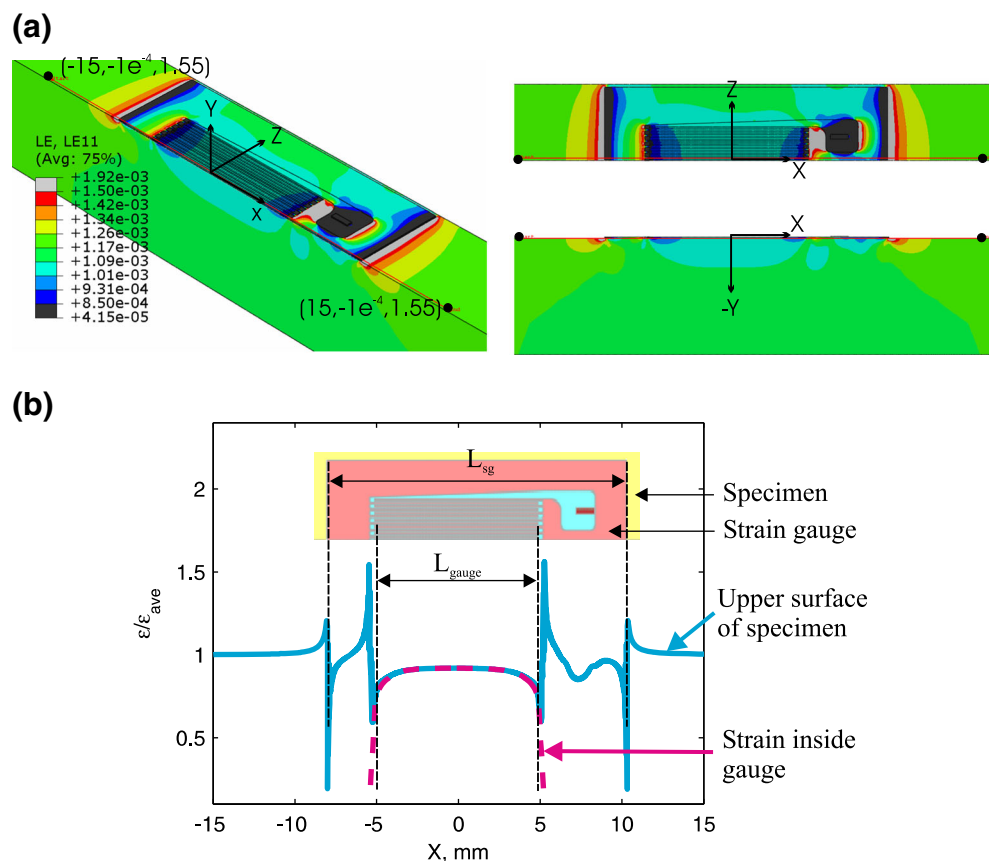 (a)
(-15,-1e⁻⁴,1.55)
Y
Z
X
LE, LE11
(Avg: 75%)
+1.92e-03
+1.50e-03
+1.42e-03
+1.34e-03
+1.26e-03
+1.17e-03
+1.09e-03
+1.01e-03
+9.31e-04
+8.50e-04
+4.15e-05
(15,-1e⁻⁴,1.55)
Z
X
X
-Y
(b)
L_sg
L_gauge
Specimen
Strain gauge
Upper surface
of specimen
Strain inside
gauge
ε/ε_ave
2
1.5
1
0.5
-15 -10 -5 0 5 10 15
X, mm